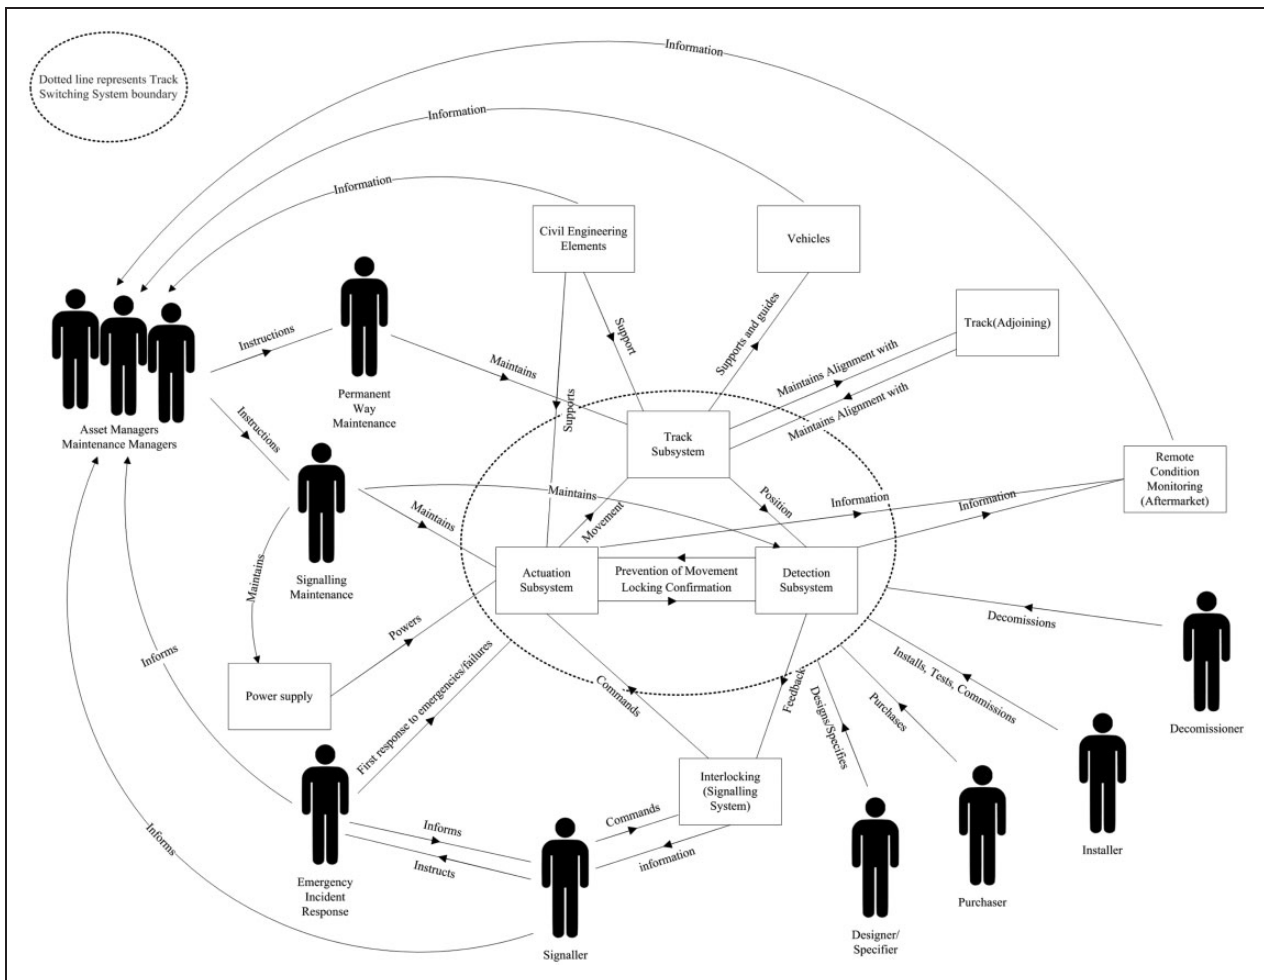 Information
Dotted line represents Track
Switching System boundary
Information
Information
Civil Engineering
Elements
Vehicles
Track(Adjoining)
Instructions
Support
Supports and guides
Maintains Alignment with
Maintains
Maintains Alignment with
Permanent
Way
Maintenance
Supports
Asset Managers
Maintenance Managers
Instructions
Track
Subsystem
Remote
Condition
Monitoring
(Aftermarket)
Maintains
Position
Information
Information
Maintains
Movement
Signalling
Maintenance
Actuation
Subsystem
Prevention of Movement
Locking Confirmation
Detection
Subsystem
Maintains
Powers
Decomissions
Informs
Power supply
First response to emergencies/failures
Commands
Feedback
Designs/Specifies
Purchases
Installs, Tests, Commissions
Decomissioner
Interlocking
(Signalling
System)
Commands
Informs
Informs
Instructs
information
Installer
Emergency
Incident
Response
Purchaser
Signaller
Designer/
Specifier